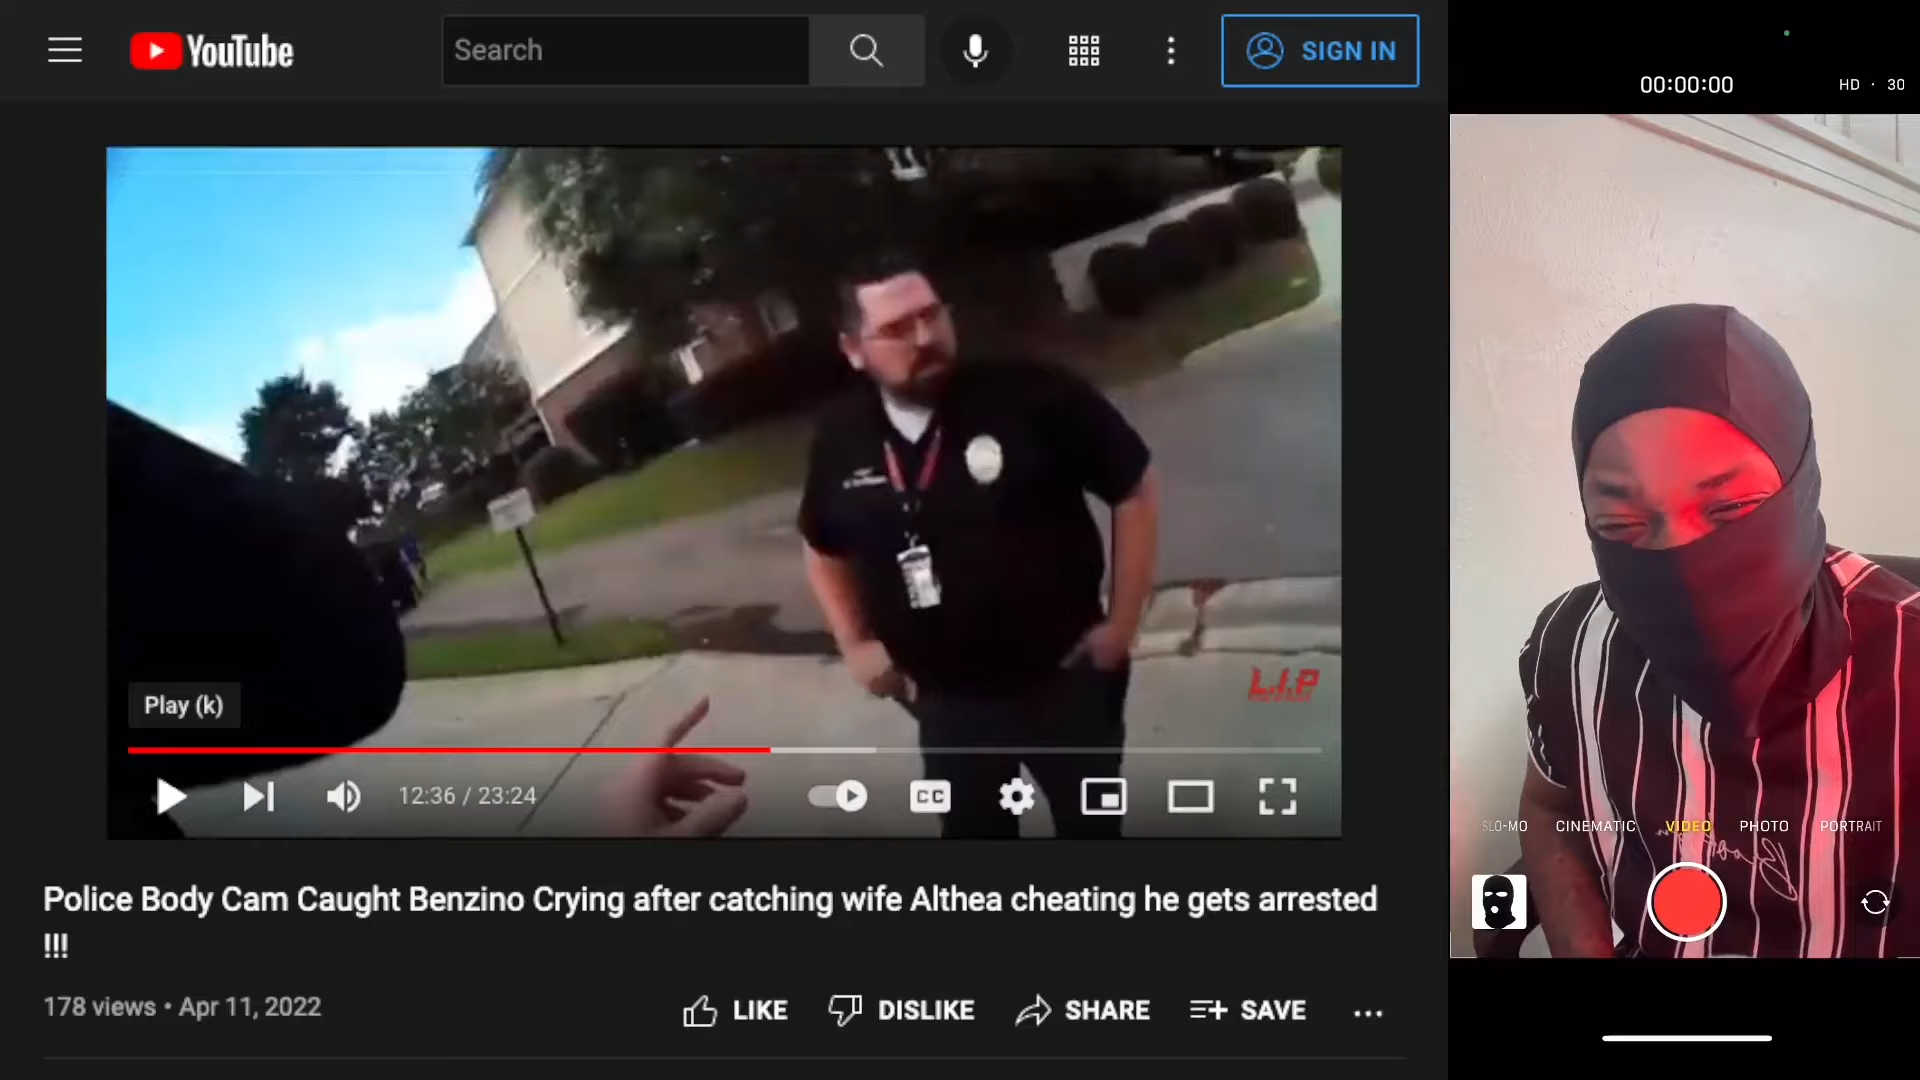 YouTube
Search
SIGN IN
00:00:00
HD · 30
L.I.P
Play (k)
12:36 / 23:24
CC
SLO-MO CINEMATIC VIDEO PHOTO PORTRAIT
Police Body Cam Caught Benzino Crying after catching wife Althea cheating he gets arrested
!!!
178 views • Apr 11, 2022
LIKE DISLIKE SHARE SAVE